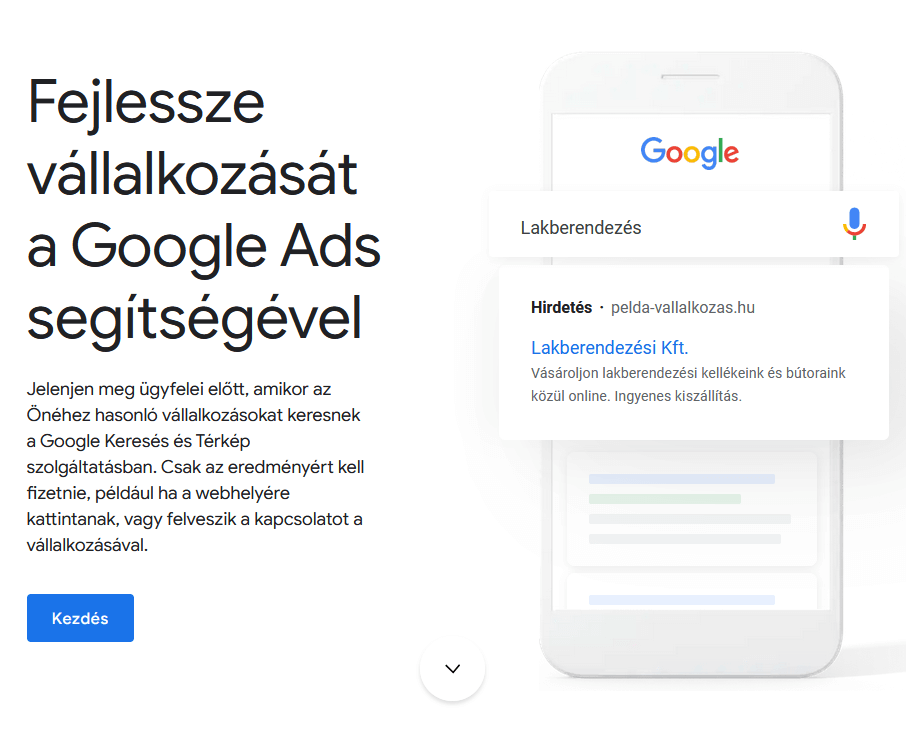 Fejlessze
vállalkozását
a Google Ads
segítségével
Jelenjen meg ügyfelei előtt, amikor az
Önéhez hasonló vállalkozásokat keresnek
a Google Keresés és Térkép
szolgáltatásban. Csak az eredményért kell
fizetnie, például ha a webhelyére
kattintanak, vagy felveszik a kapcsolatot a
vállalkozásával.
Kezdés
Google
Lakberendezés
Hirdetés · pelda-vallalkozas.hu
Lakberendezési Kft.
Vásároljon lakberendezési kellékeink és bútoraink
közül online. Ingyenes kiszállítás.